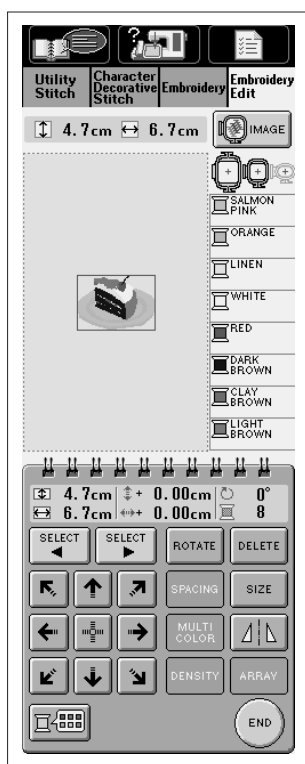 Utility Stitch
Character Decorative Stitch
Embroidery
Embroidery Edit
4.7cm 6.7cm
IMAGE
SALMON PINK
ORANGE
LINEN
WHITE
RED
DARK BROWN
CLAY BROWN
LIGHT BROWN
4.7cm + 0.00cm 0°
6.7cm + 0.00cm 8
SELECT SELECT ROTATE DELETE
SPACING SIZE
MULTI COLOR
DENSITY ARRAY
END